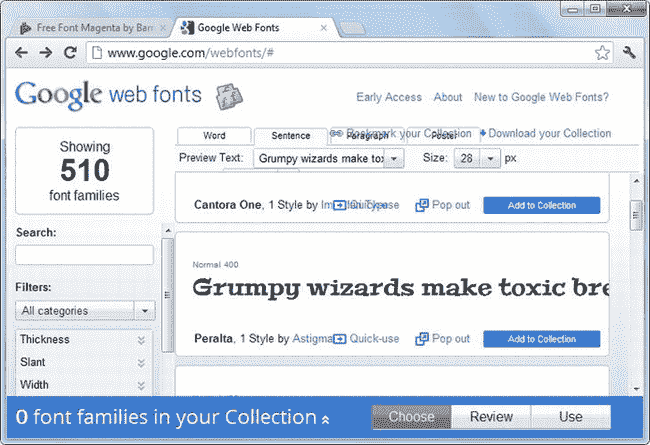 Free Font Magenta by Barr
Google Web Fonts
www.google.com/webfonts/#
Google web fonts
Early Access About New to Google Web Fonts?
Showing
510
font families
Word Sentence Paragraph Poster
Bookmark your Collection Download your Collection
Preview Text: Grumpy wizards make to Size: 28 px
Cantora One, 1 Style by Quick-use Pop out Add to Collection
Search:
Normal 400
Grumpy wizards make toxic bre
Filters:
All categories
Peralta, 1 Style by Astigma Quick-use Pop out Add to Collection
Thickness
Slant
Width
0 font families in your Collection Choose Review Use